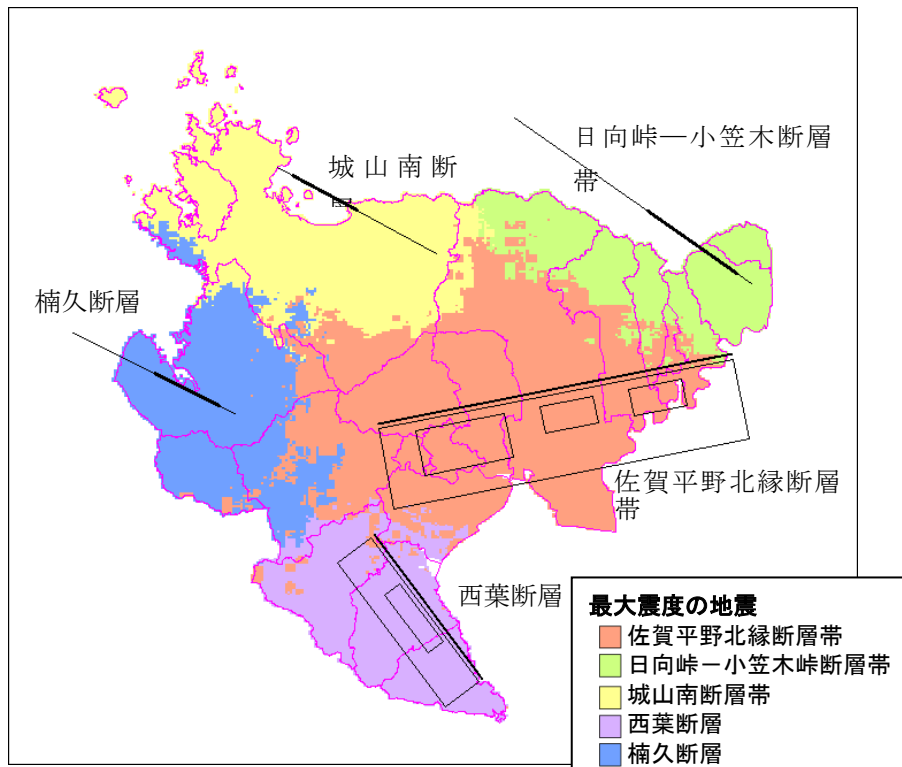 日向峠―小笠木断層
帯
城山南断
楠久断層
佐賀平野北縁断層
帯
西葉断層
最大震度の地震
佐賀平野北縁断層帯
日向峠－小笠木峠断層帯
城山南断層帯
西葉断層
楠久断層